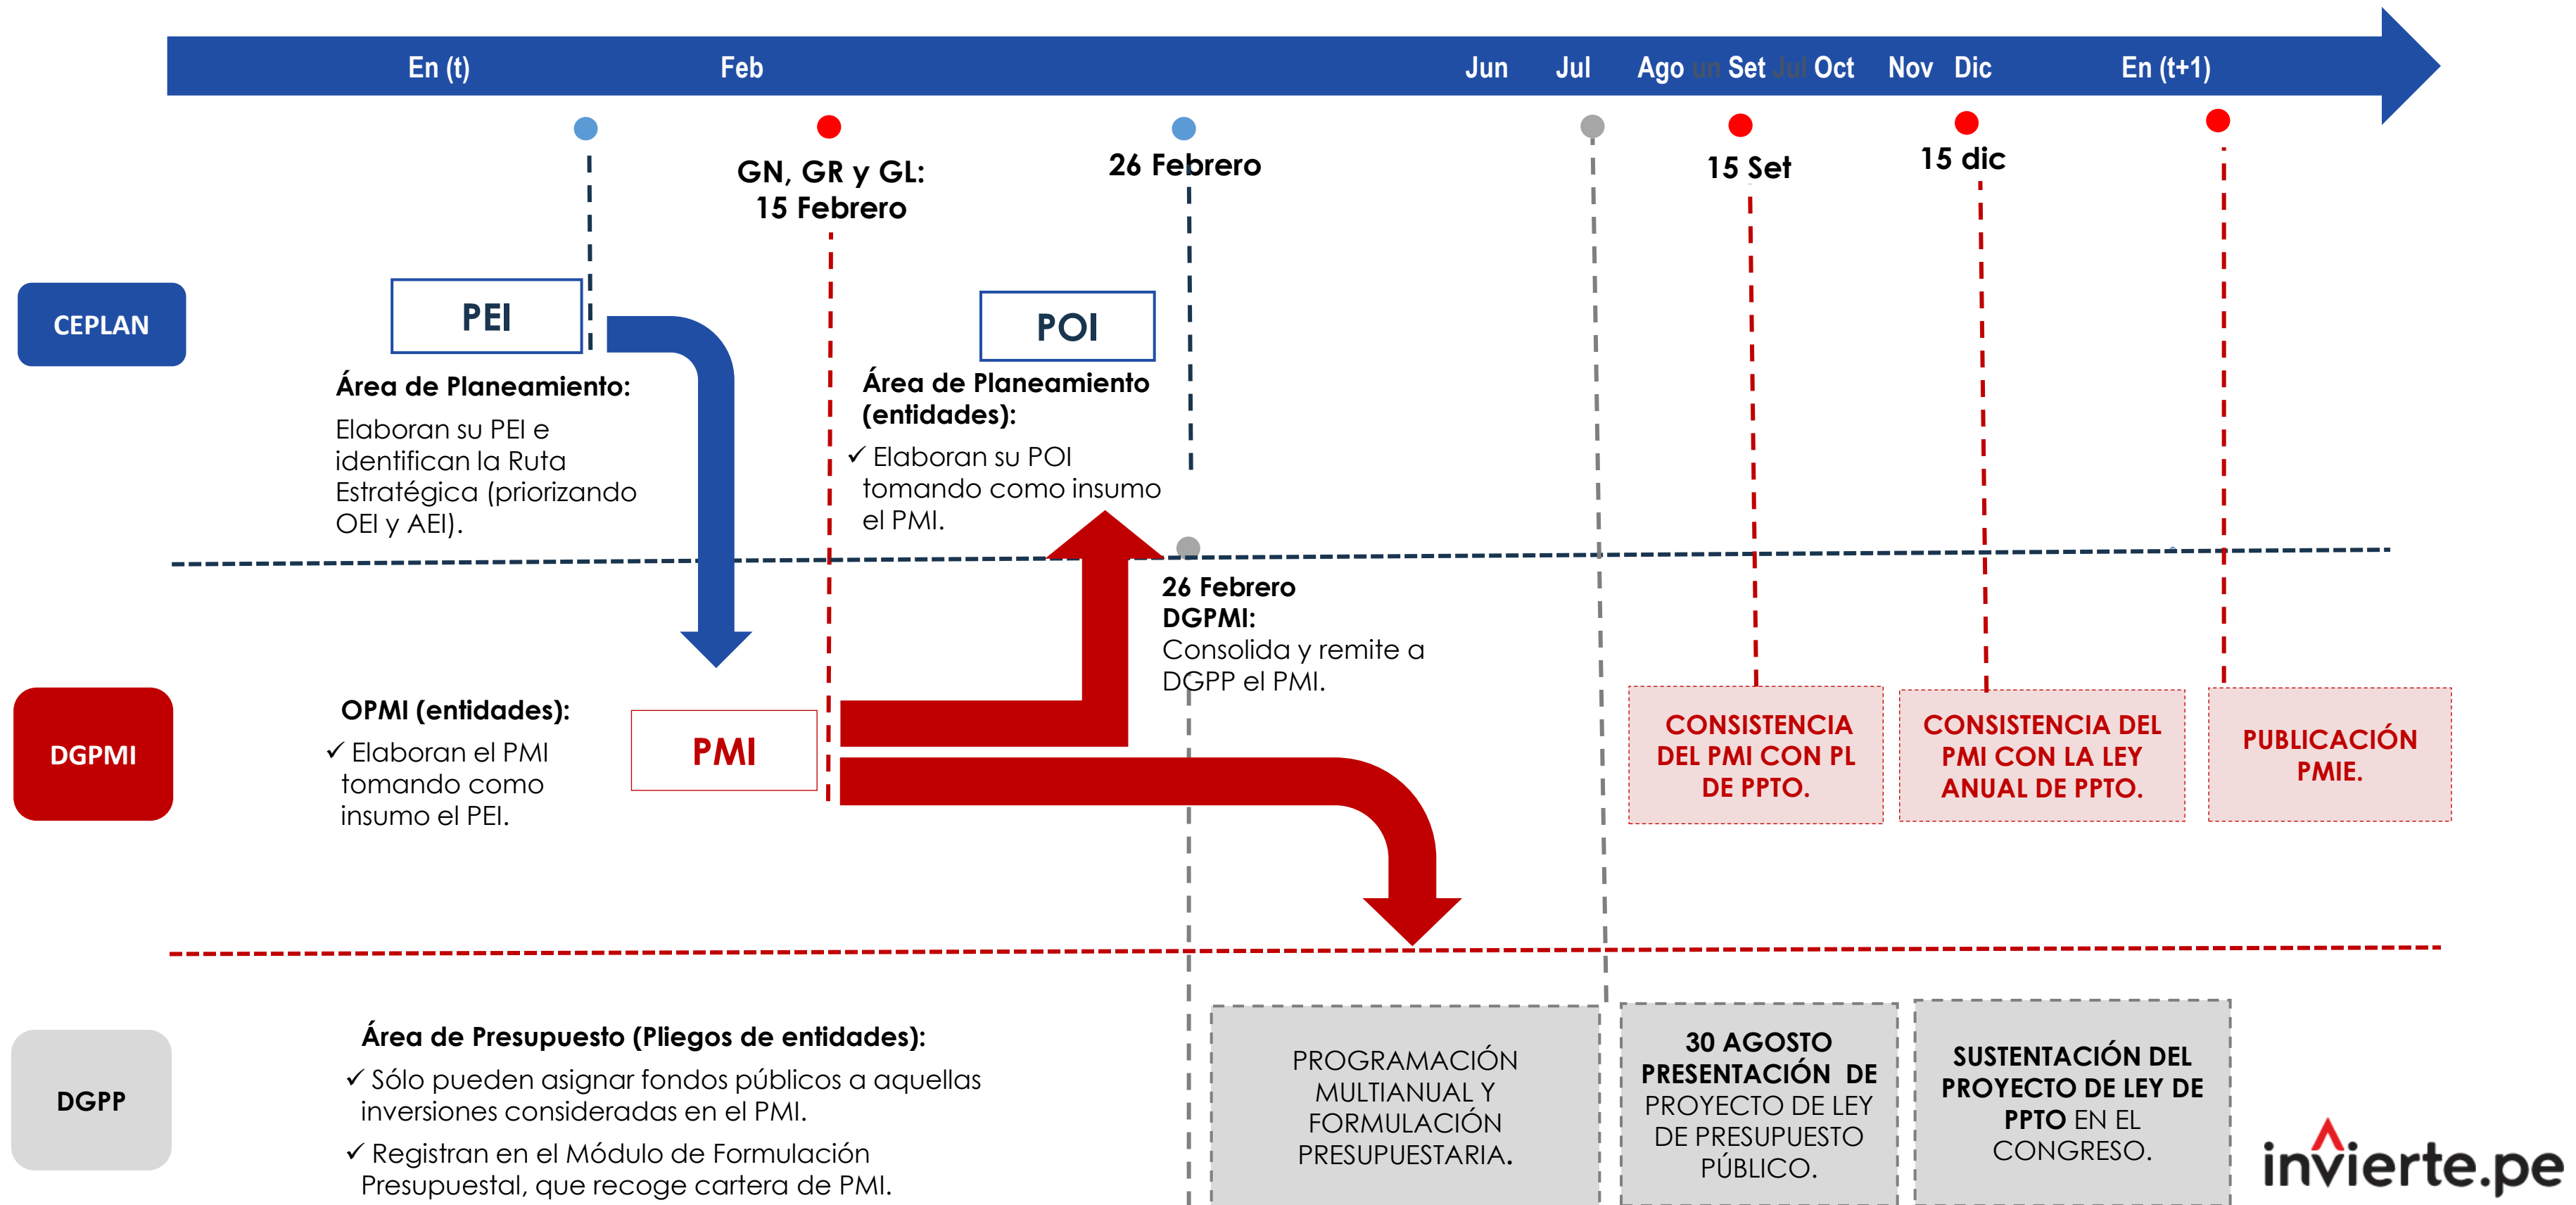 En (t) Feb Jun Jul Ago un Set Jul Oct Nov Dic En (t+1)
GN, GR y GL:
15 Febrero
26 Febrero
15 Set
15 dic
CEPLAN
PEI
Área de Planeamiento:
Elaboran su PEI e
identifican la Ruta
Estratégica (priorizando
OEI y AEI).
POI
Área de Planeamiento
(entidades):
✓ Elaboran su POI
tomando como insumo
el PMI.
26 Febrero
DGPMI:
Consolida y remite a
DGPP el PMI.
DGPMI
OPMI (entidades):
✓ Elaboran el PMI
tomando como
insumo el PEI.
PMI
CONSISTENCIA
DEL PMI CON PL
DE PPTO.
CONSISTENCIA DEL
PMI CON LA LEY
ANUAL DE PPTO.
PUBLICACIÓN
PMIE.
DGPP
Área de Presupuesto (Pliegos de entidades):
✓ Sólo pueden asignar fondos públicos a aquellas
inversiones consideradas en el PMI.
✓ Registran en el Módulo de Formulación
Presupuestal, que recoge cartera de PMI.
PROGRAMACIÓN
MULTIANUAL Y
FORMULACIÓN
PRESUPUESTARIA.
30 AGOSTO
PRESENTACIÓN DE
PROYECTO DE LEY
DE PRESUPUESTO
PÚBLICO.
SUSTENTACIÓN DEL
PROYECTO DE LEY DE
PPTO EN EL
CONGRESO.
invierte.pe